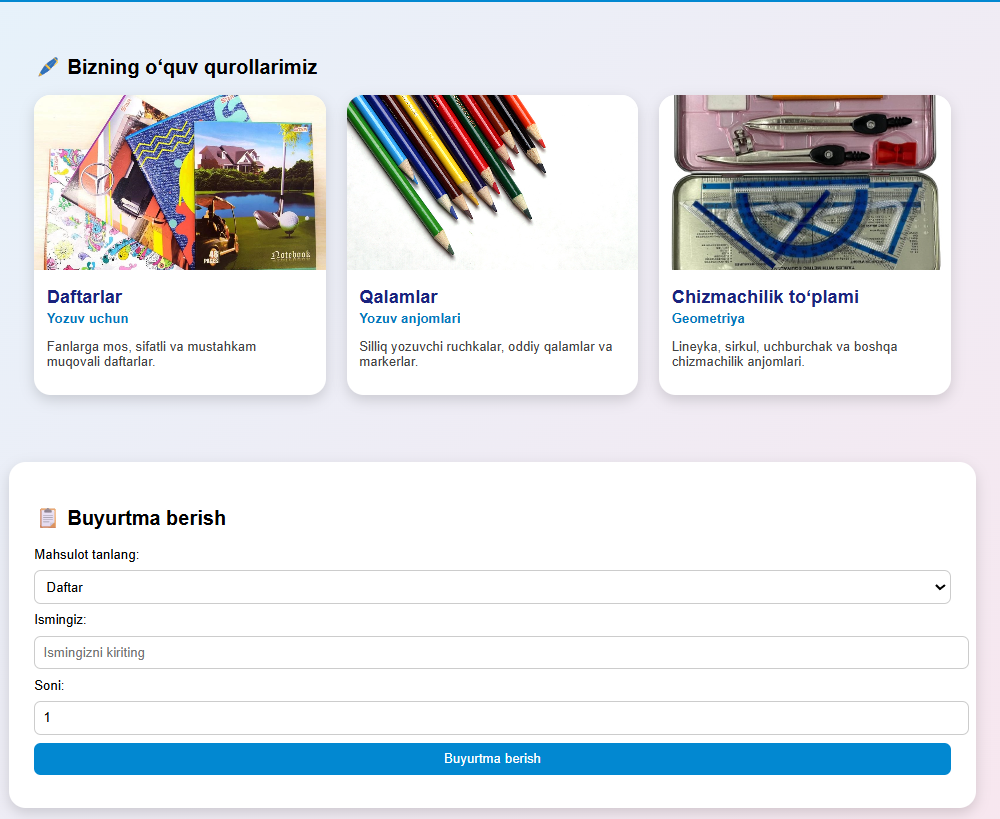 Bizning o‘quv qurollarimiz
Notebook
PAGES
Daftarlar
Yozuv uchun
Fanlarga mos, sifatli va mustahkam
muqovali daftarlar.
Qalamlar
Yozuv anjomlari
Silliq yozuvchi ruchkalar, oddiy qalamlar va
markerlar.
Chizmachilik to‘plami
Geometriya
Lineyka, sirkul, uchburchak va boshqa
chizmachilik anjomlari.
Buyurtma berish
Mahsulot tanlang:
Daftar
Ismingiz:
Ismingizni kiriting
Soni:
1
Buyurtma berish